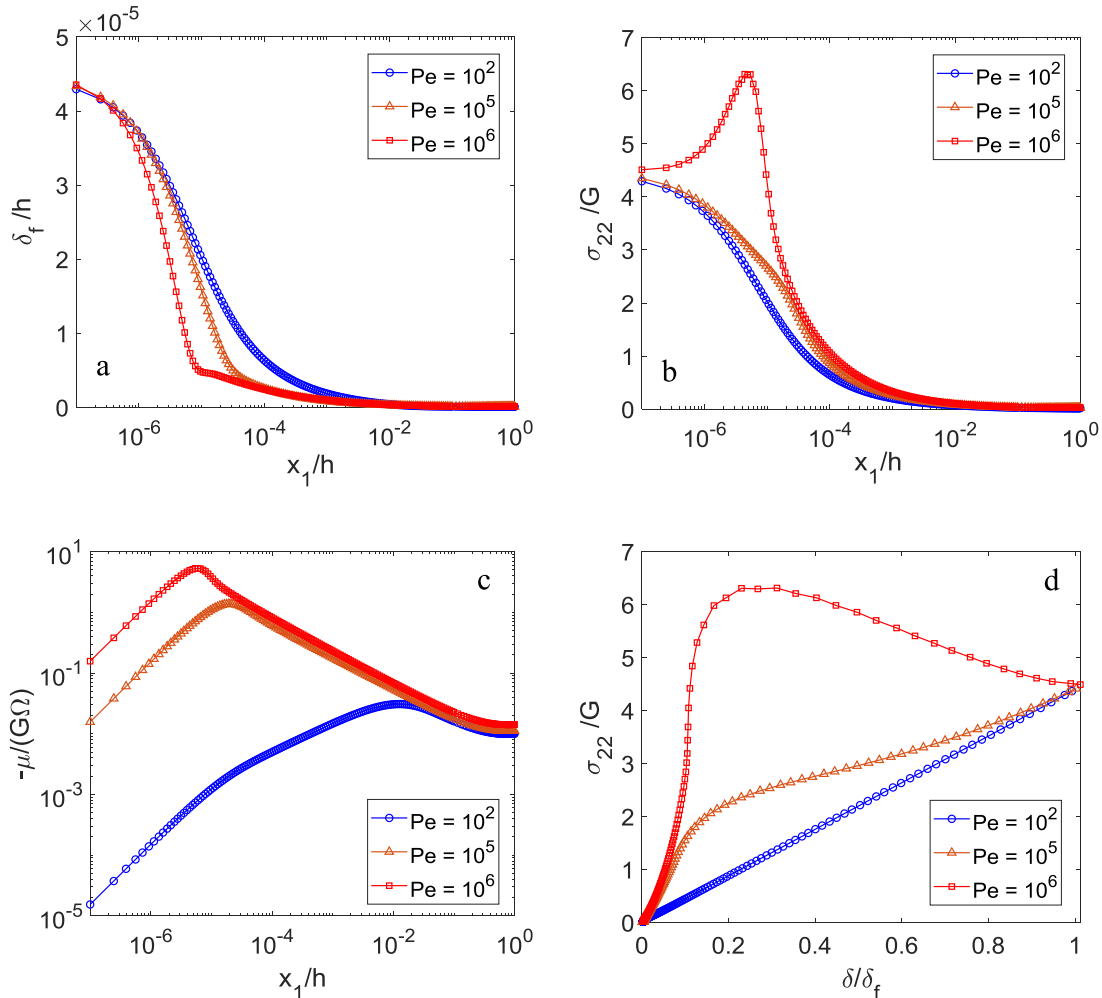 ×10⁻⁵
5
4
3
2
1
0
δf/h
10⁻⁶ 10⁻⁴ 10⁻² 10⁰
x₁/h
Pe = 10²
Pe = 10⁵
Pe = 10⁶
a
7
6
5
4
3
2
1
0
σ₂₂/G
10⁻⁶ 10⁻⁴ 10⁻² 10⁰
x₁/h
Pe = 10²
Pe = 10⁵
Pe = 10⁶
b
10¹
10⁻¹
10⁻³
10⁻⁵
-μ/(GΩ)
10⁻⁶ 10⁻⁴ 10⁻² 10⁰
x₁/h
Pe = 10²
Pe = 10⁵
Pe = 10⁶
c
7
6
5
4
3
2
1
0
σ₂₂/G
0 0.2 0.4 0.6 0.8 1
δ/δf
Pe = 10²
Pe = 10⁵
Pe = 10⁶
d